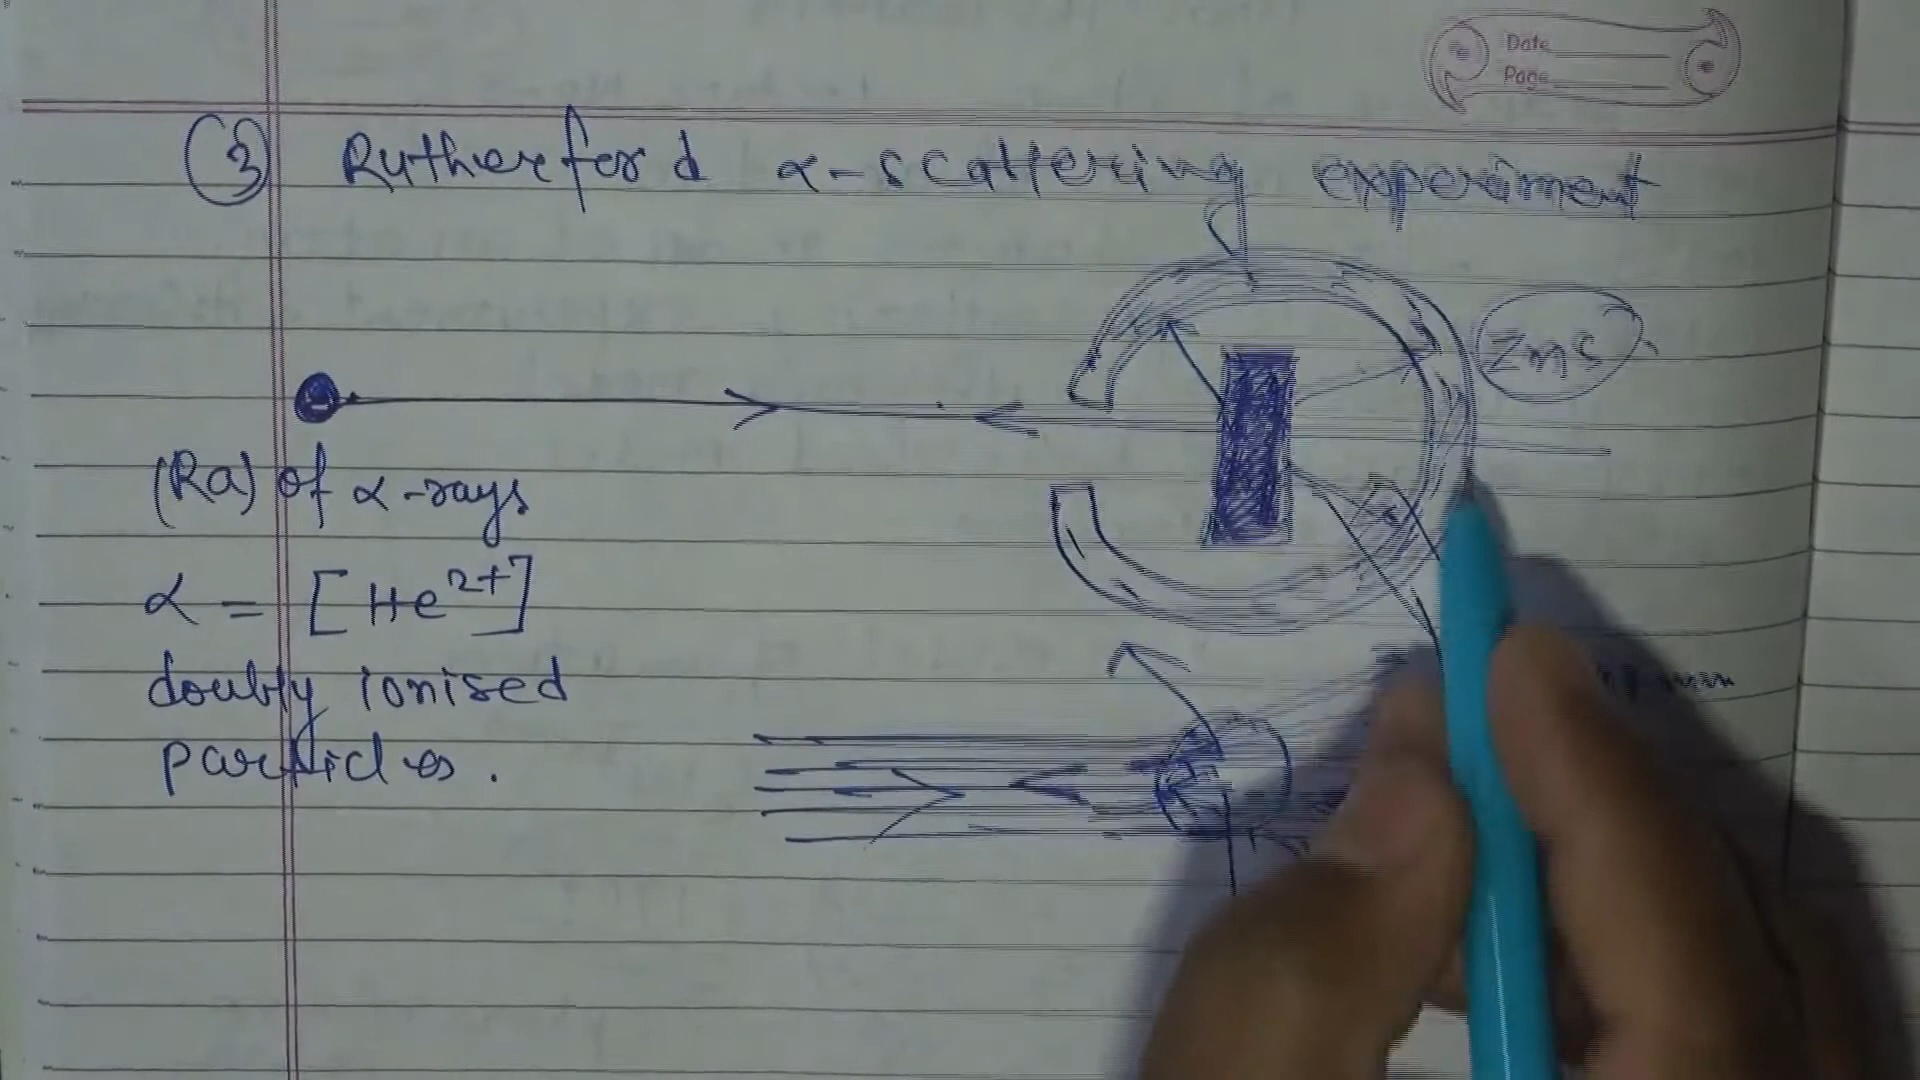 Date
Page
(3) Rutherford α-scattering experiment
ZnS
(Ra) of α-rays
α = [He²⁺]
doubly ionised
particles.